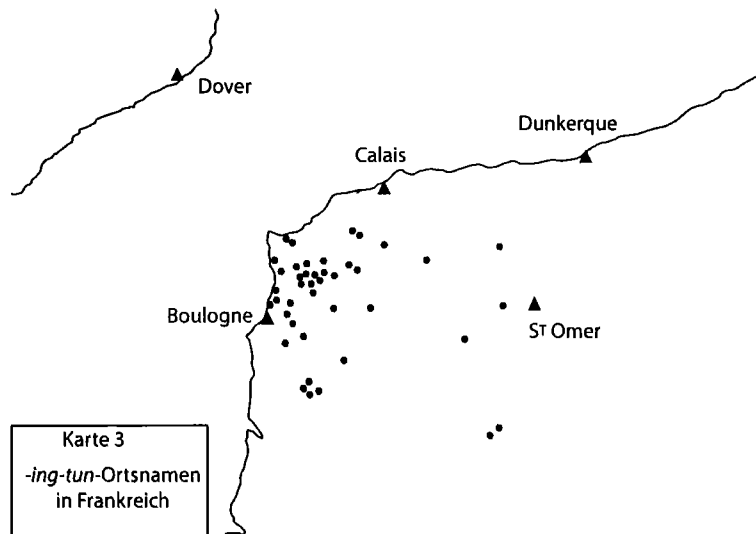 Dover
Dunkerque
Calais
Boulogne
Sᵀ Omer
Karte 3
-ing-tun-Ortsnamen
in Frankreich